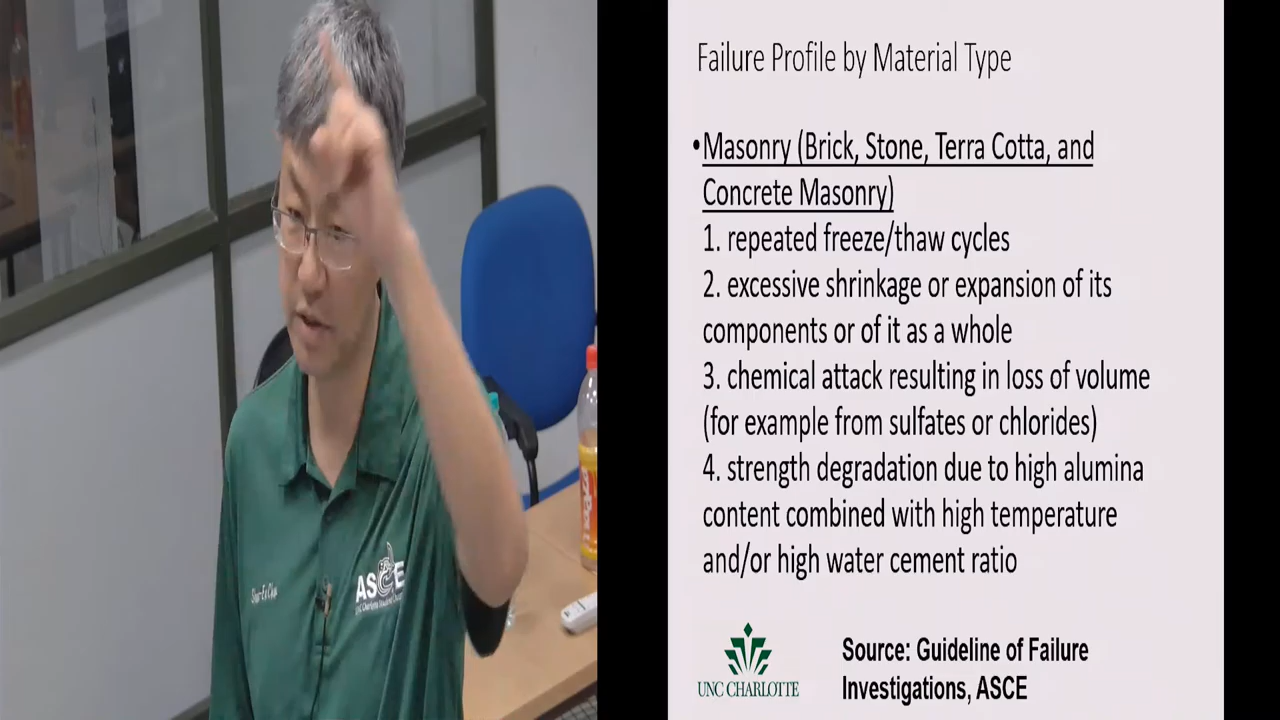 Failure Profile by Material Type
•Masonry (Brick, Stone, Terra Cotta, and
Concrete Masonry)
1. repeated freeze/thaw cycles
2. excessive shrinkage or expansion of its
components or of it as a whole
3. chemical attack resulting in loss of volume
(for example from sulfates or chlorides)
4. strength degradation due to high alumina
content combined with high temperature
and/or high water cement ratio
UNC CHARLOTTE
Source: Guideline of Failure
Investigations, ASCE
ASCE